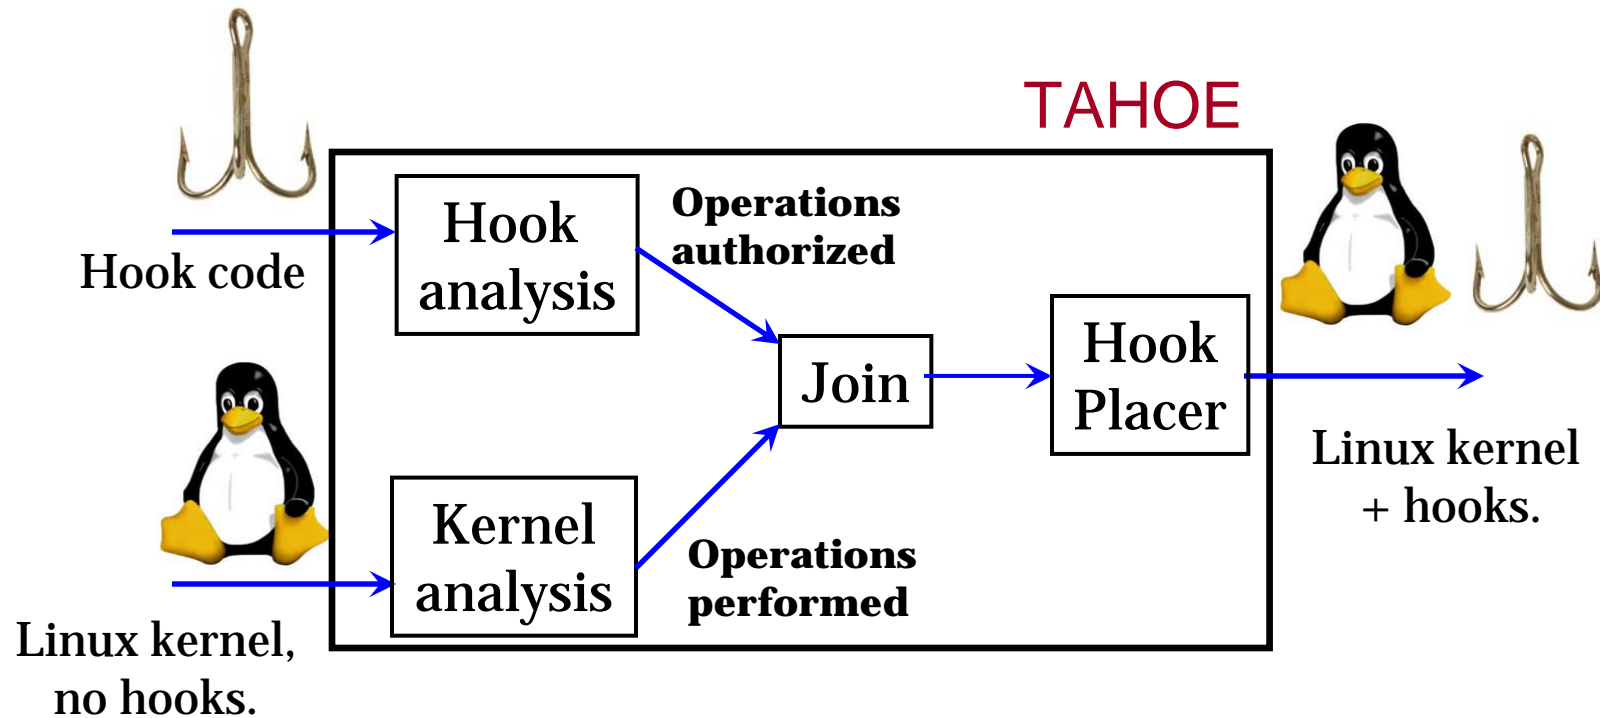 TAHOE
Hook code
Hook
analysis
Operations
authorized
Linux kernel,
no hooks.
Kernel
analysis
Operations
performed
Join
Hook
Placer
Linux kernel
+ hooks.